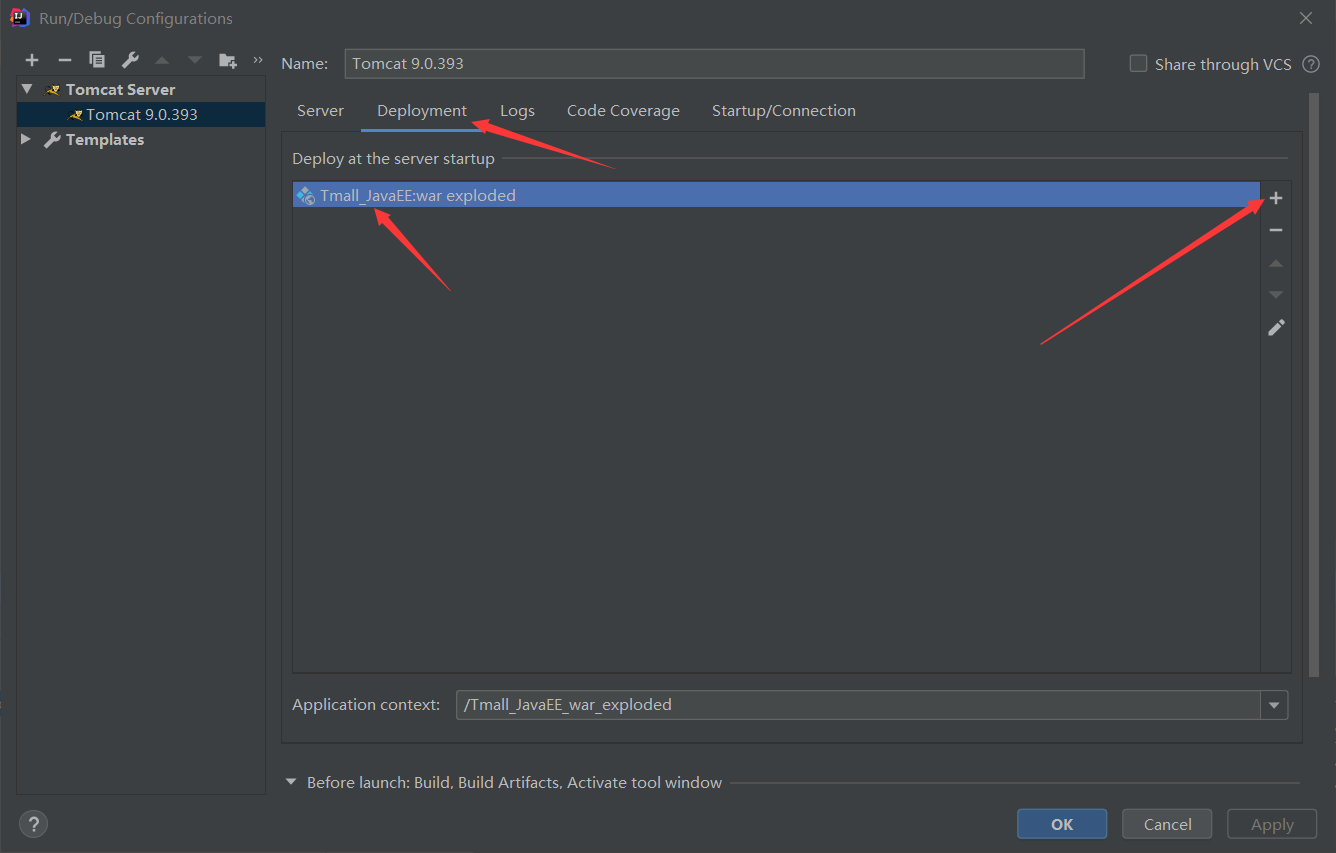 Run/Debug Configurations
Name: Tomcat 9.0.393 Share through VCS ?
Tomcat Server
Tomcat 9.0.393
Templates
Server Deployment Logs Code Coverage Startup/Connection
Deploy at the server startup
Tmall_JavaEE:war exploded
Application context: /Tmall_JavaEE_war_exploded
Before launch: Build, Build Artifacts, Activate tool window
? OK Cancel Apply